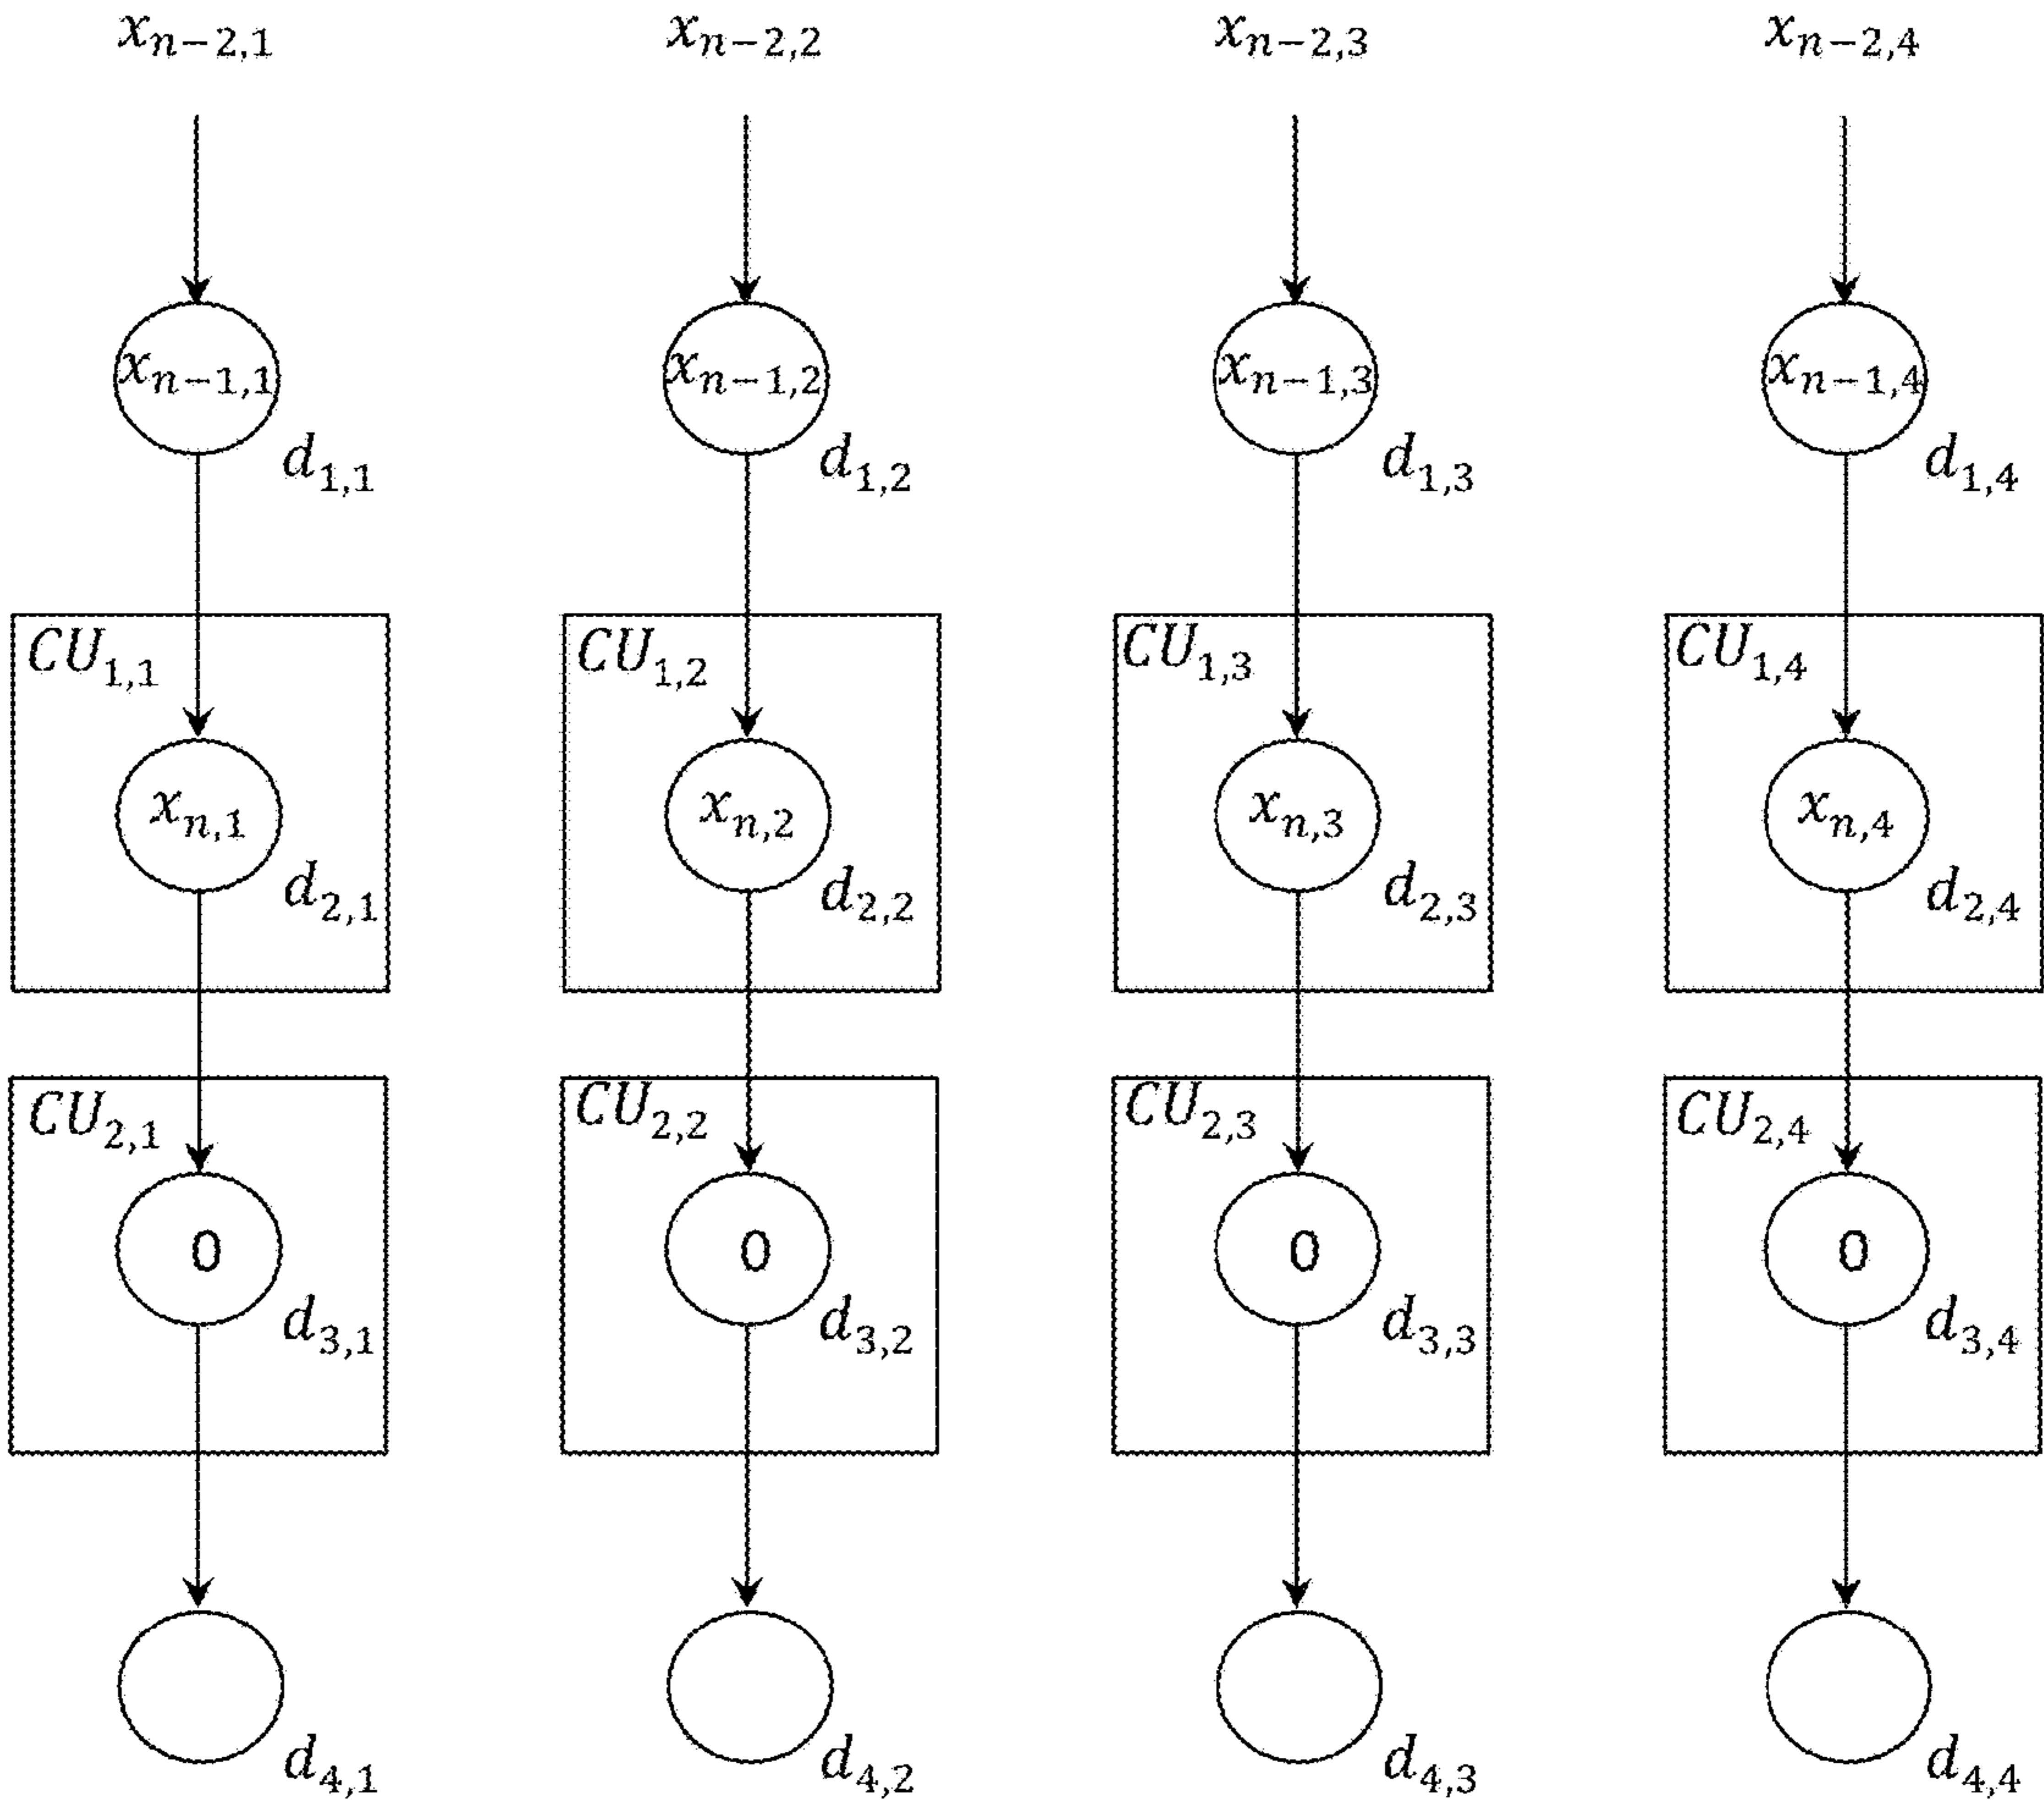 x_{n-2,1} x_{n-2,2} x_{n-2,3} x_{n-2,4}
x_{n-1,1} x_{n-1,2} x_{n-1,3} x_{n-1,4}
d_{1,1} d_{1,2} d_{1,3} d_{1,4}
CU_{1,1} CU_{1,2} CU_{1,3} CU_{1,4}
x_{n,1} x_{n,2} x_{n,3} x_{n,4}
d_{2,1} d_{2,2} d_{2,3} d_{2,4}
CU_{2,1} CU_{2,2} CU_{2,3} CU_{2,4}
0 0 0 0
d_{3,1} d_{3,2} d_{3,3} d_{3,4}
d_{4,1} d_{4,2} d_{4,3} d_{4,4}